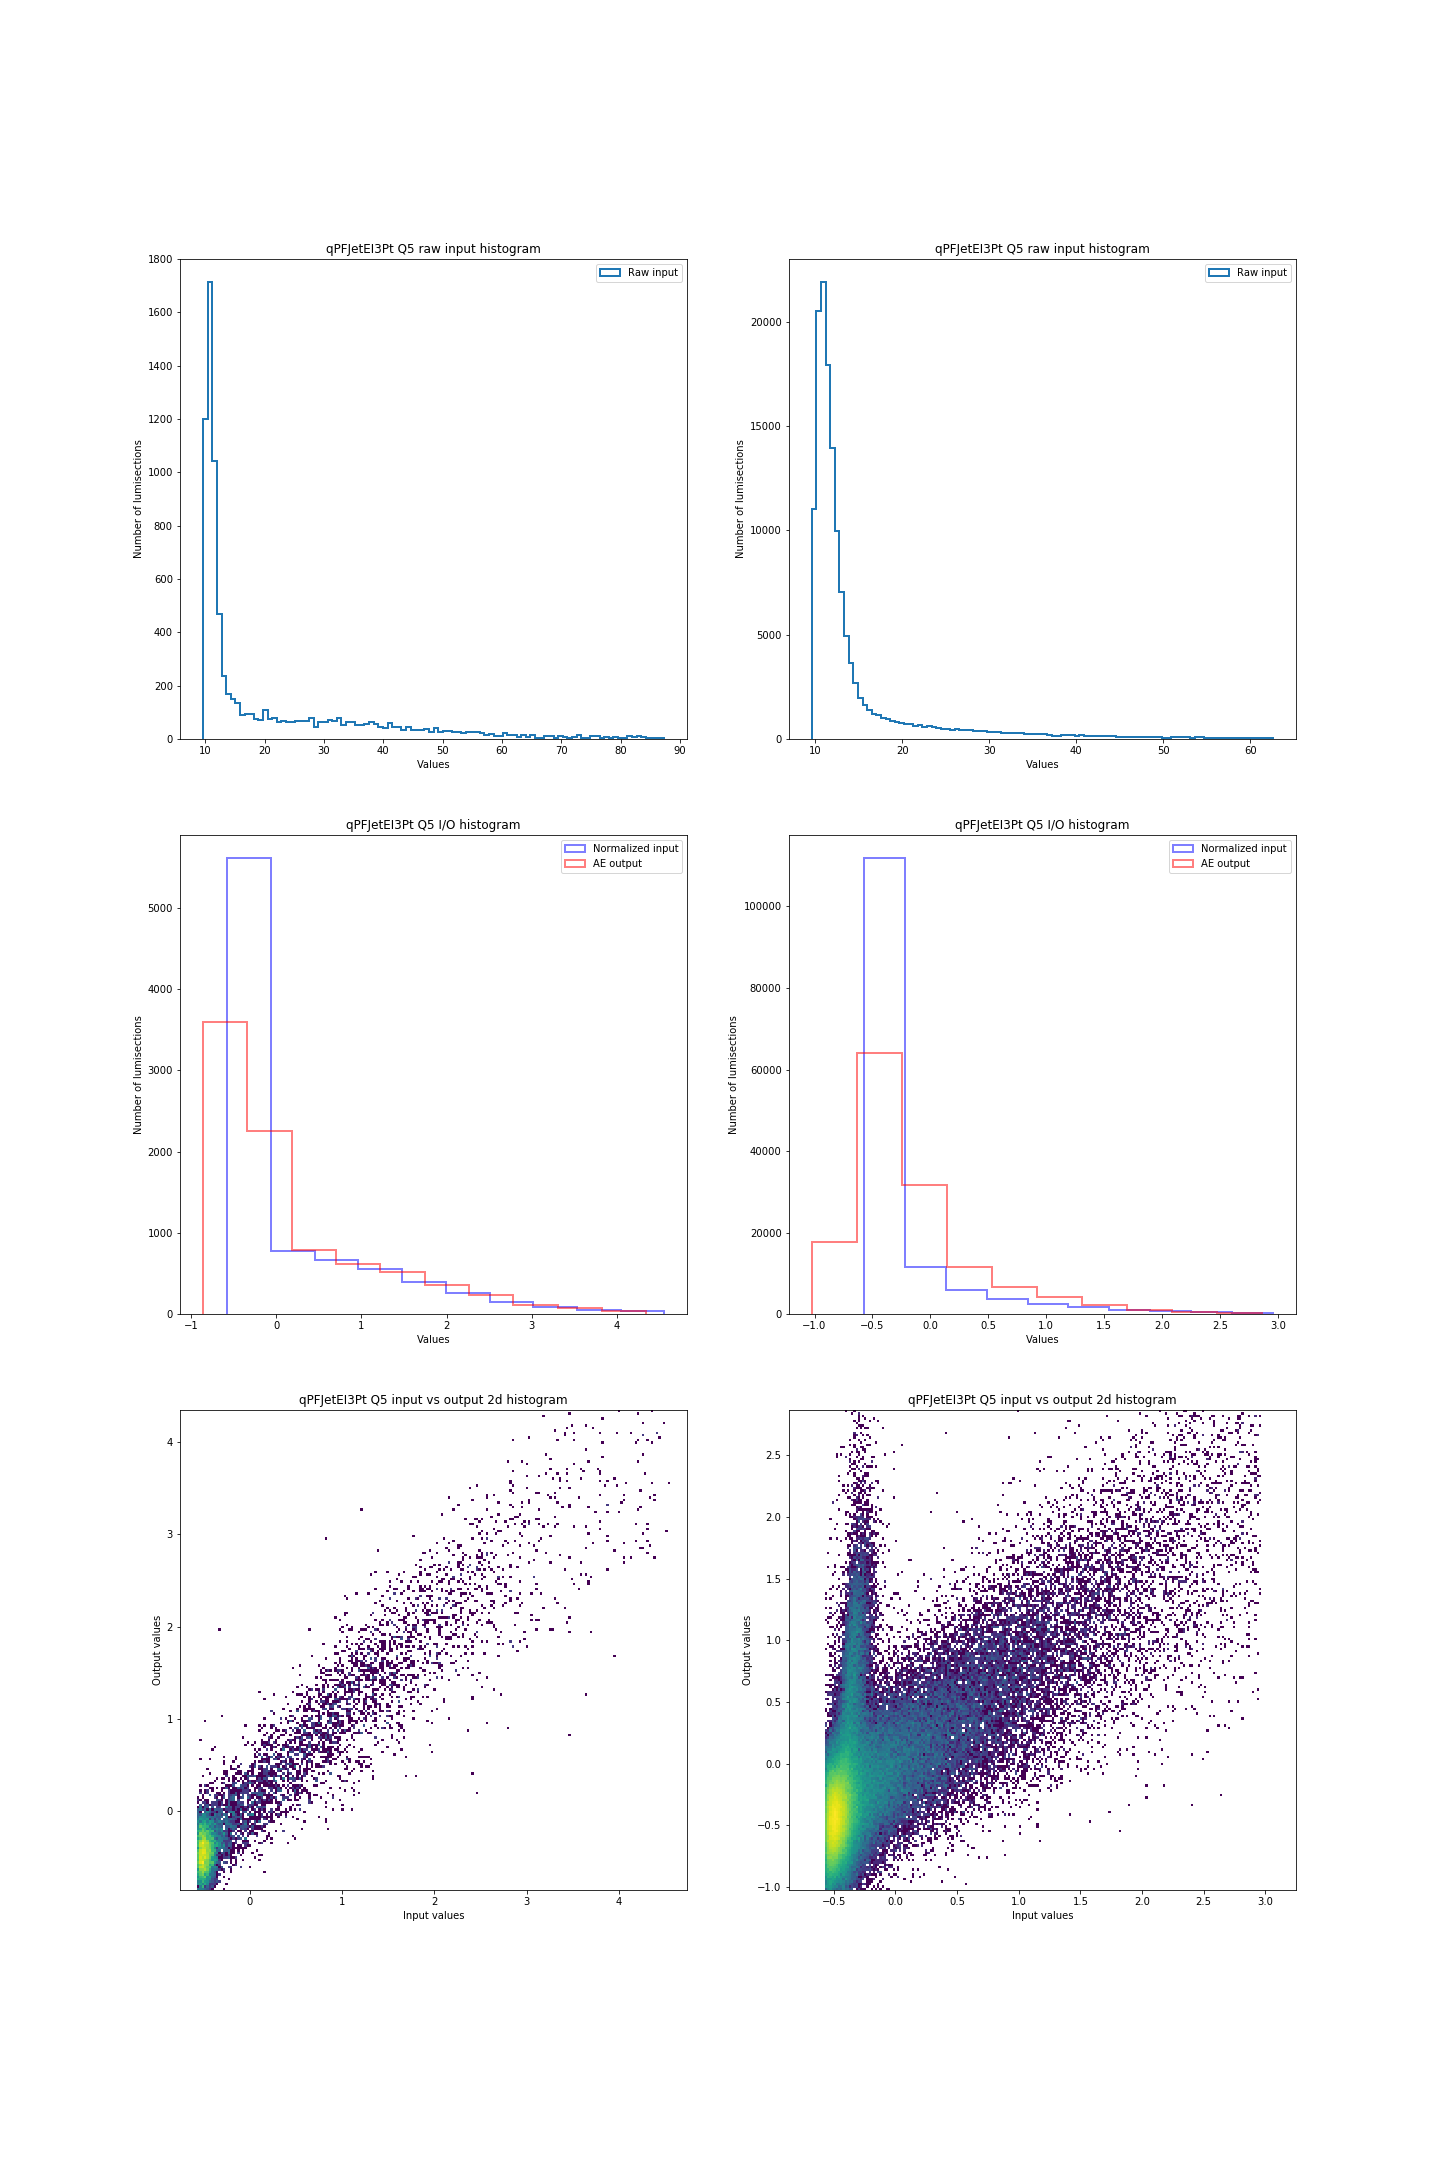 qPFJetEI3Pt Q5 raw input histogram
Raw input
Number of lumisections
1800
1600
1400
1200
1000
800
600
400
200
0
10 20 30 40 50 60 70 80 90
Values
qPFJetEI3Pt Q5 raw input histogram
Raw input
Number of lumisections
20000
15000
10000
5000
0
10 20 30 40 50 60
Values
qPFJetEI3Pt Q5 I/O histogram
Normalized input
AE output
Number of lumisections
5000
4000
3000
2000
1000
0
−1 0 1 2 3 4
Values
qPFJetEI3Pt Q5 I/O histogram
Normalized input
AE output
Number of lumisections
100000
80000
60000
40000
20000
0
−1.0 −0.5 0.0 0.5 1.0 1.5 2.0 2.5 3.0
Values
qPFJetEI3Pt Q5 input vs output 2d histogram
Output values
4
3
2
1
0
0 1 2 3 4
Input values
qPFJetEI3Pt Q5 input vs output 2d histogram
Output values
2.5
2.0
1.5
1.0
0.5
0.0
−0.5
−1.0
−0.5 0.0 0.5 1.0 1.5 2.0 2.5 3.0
Input values